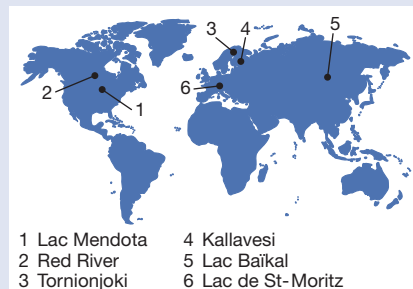 3 4 5
2
1
6
1 Lac Mendota
2 Red River
3 Tornionjoki
4 Kallavesi
5 Lac Baïkal
6 Lac de St-Moritz